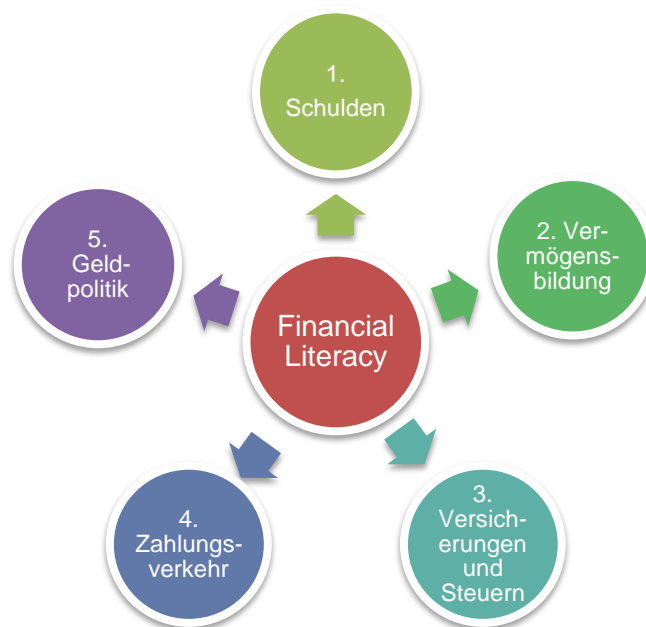 1.
Schulden
2. Ver-
mögens-
bildung
3.
Versich-
erungen
und
Steuern
4.
Zahlungs-
verkehr
5.
Geld-
politik
Financial
Literacy